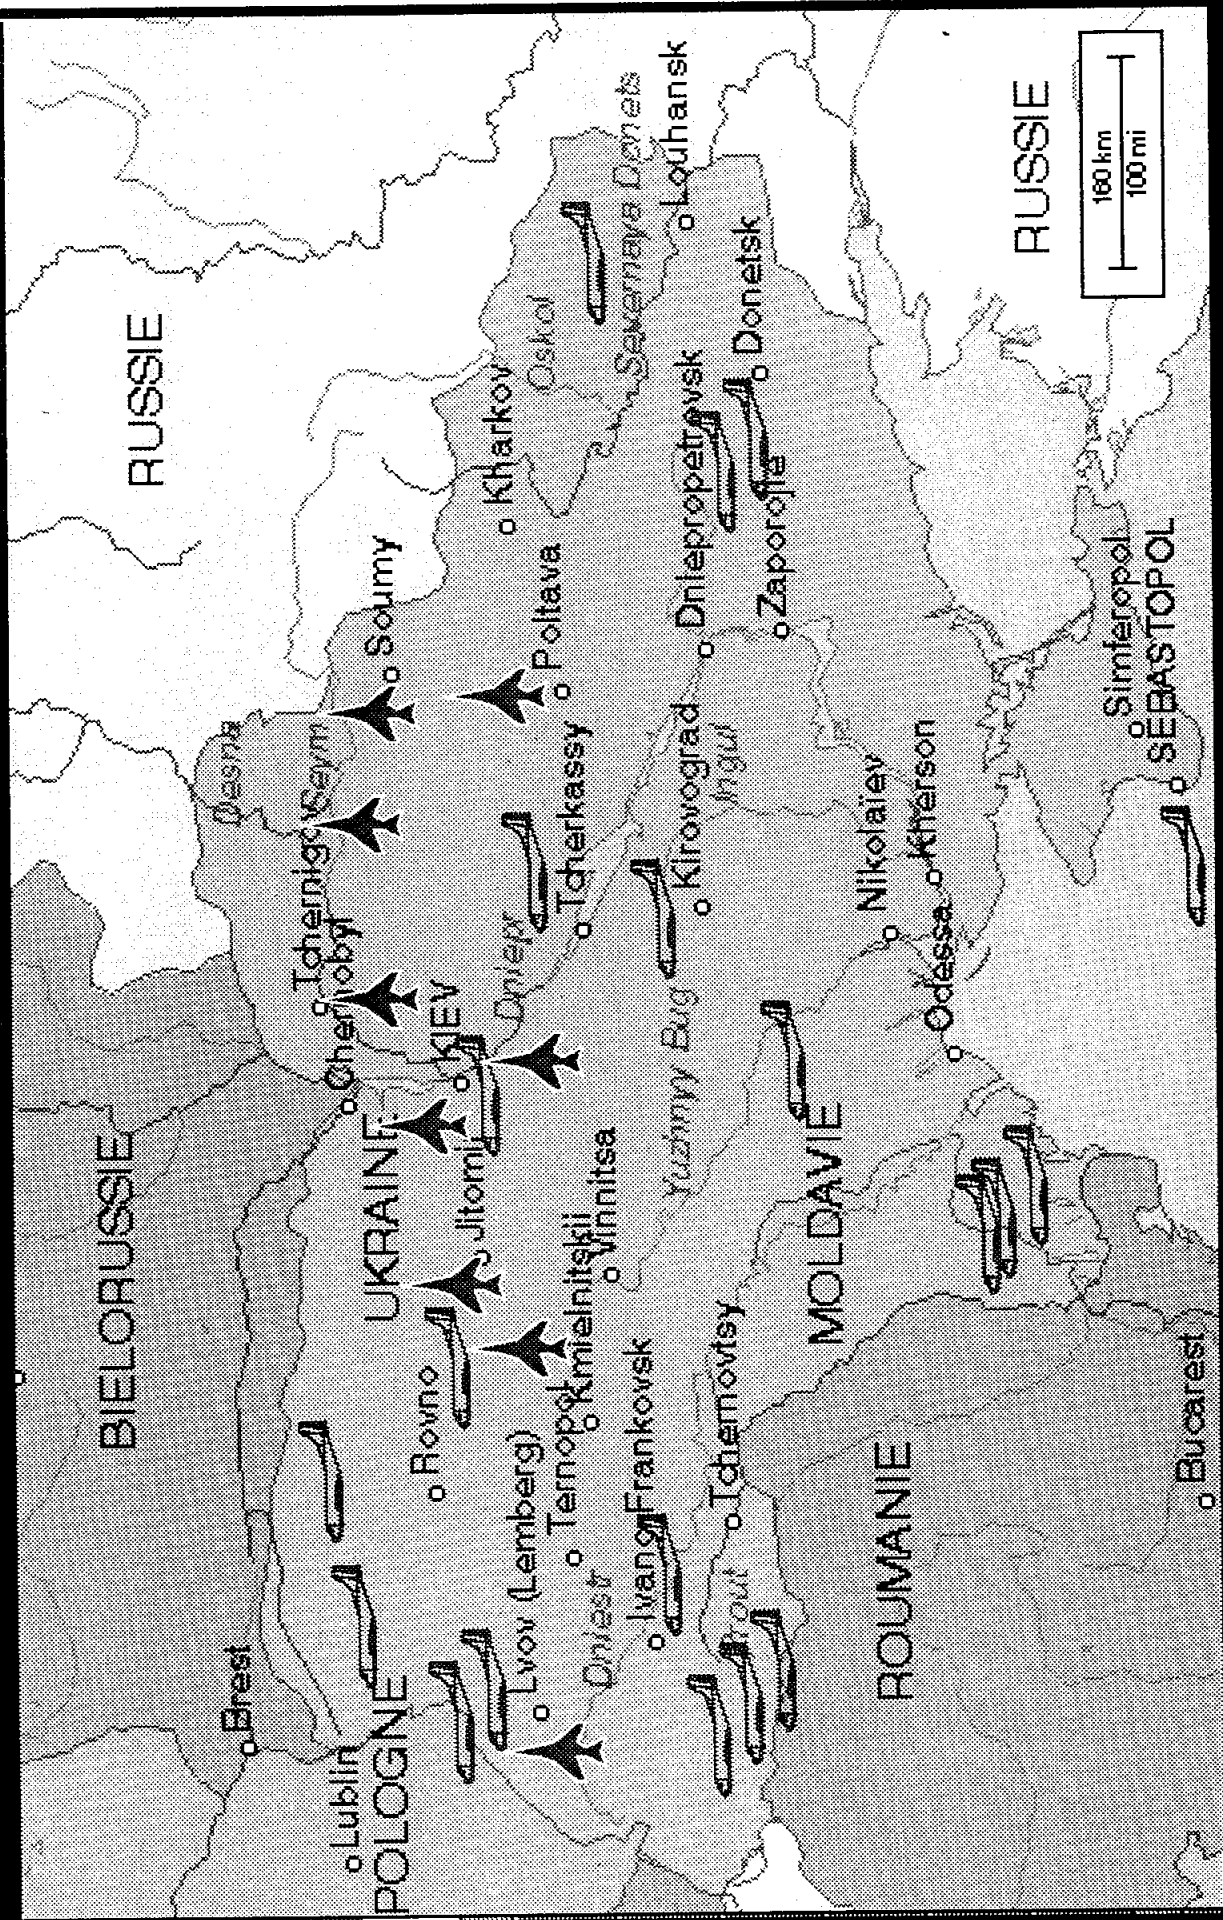 RUSSIE
RUSSIE
BIELORUSSIE
UKRAINE
POLOGNE
MOLDAVIE
ROUMANIE
Brest
Lublin
Desna
Seym
Tchernigov
Chernobyl
KIEV
Soumy
Kharkov
Oskol
Severnaya Donets
Louhansk
Poltava
Tcherkassy
Dniepr
Jitomir
Rovno
Lvov (Lemberg)
Ternopol
Kmielnitskii
Vinnitsa
Dniestr
Ivano Frankovsk
Tchernovtsy
Yuzhnyy Bug
Kirovograd
Ingul
Dniepropetrovsk
Zaporojie
Donetsk
Nikolaïev
Kherson
Odessa
Simferopol
SEBASTOPOL
Bucarest
160 km
100 mi